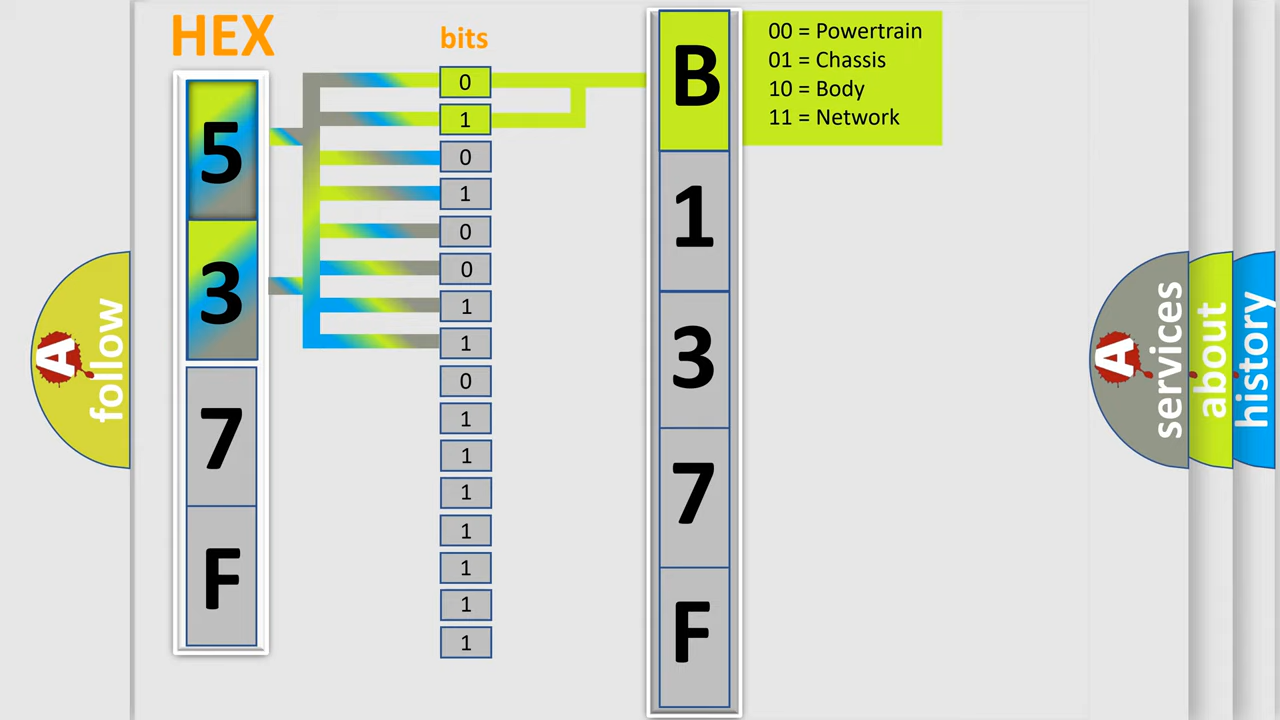 HEX
bits
5
3
7
F
0
1
0
1
0
0
1
1
0
1
1
1
1
1
1
1
B
1
3
7
F
00 = Powertrain
01 = Chassis
10 = Body
11 = Network
A
follow
A
services
about
history